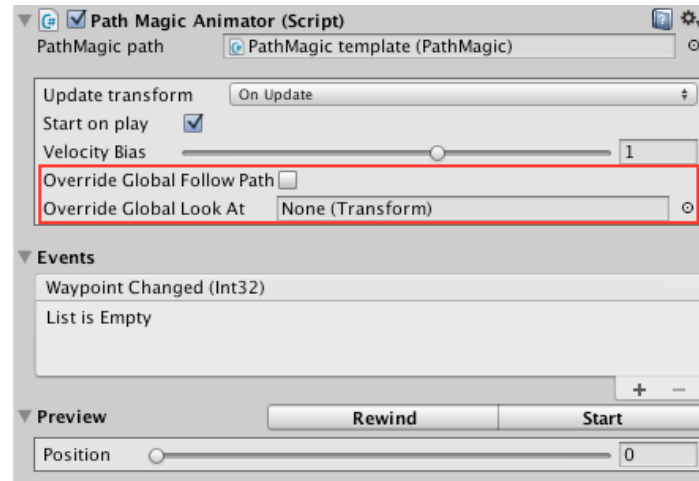 Path Magic Animator (Script)
PathMagic path PathMagic template (PathMagic)
Update transform On Update
Start on play
Velocity Bias 1
Override Global Follow Path
Override Global Look At None (Transform)
Events
Waypoint Changed (Int32)
List is Empty
+ −
Preview Rewind Start
Position 0